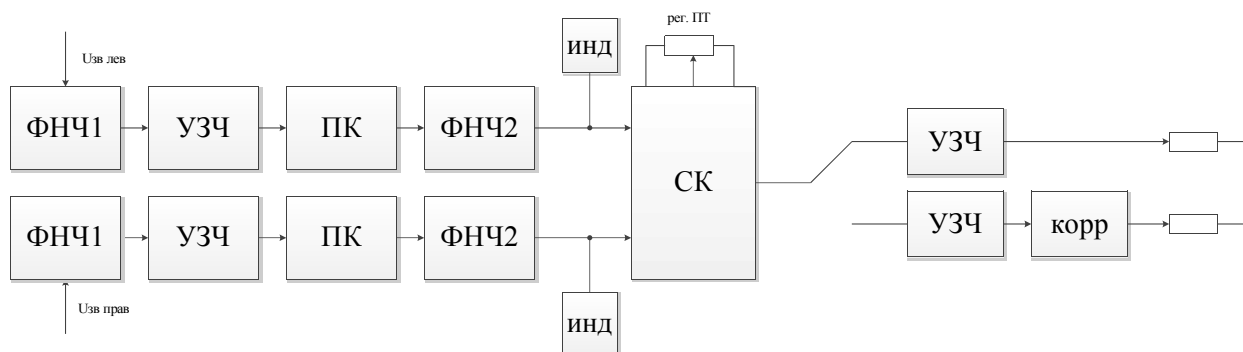 рег. ПТ
инд
Uзв лев
ФНЧ1
УЗЧ
ПК
ФНЧ2
СК
УЗЧ
ФНЧ1
УЗЧ
ПК
ФНЧ2
УЗЧ
корр
Uзв прав
инд